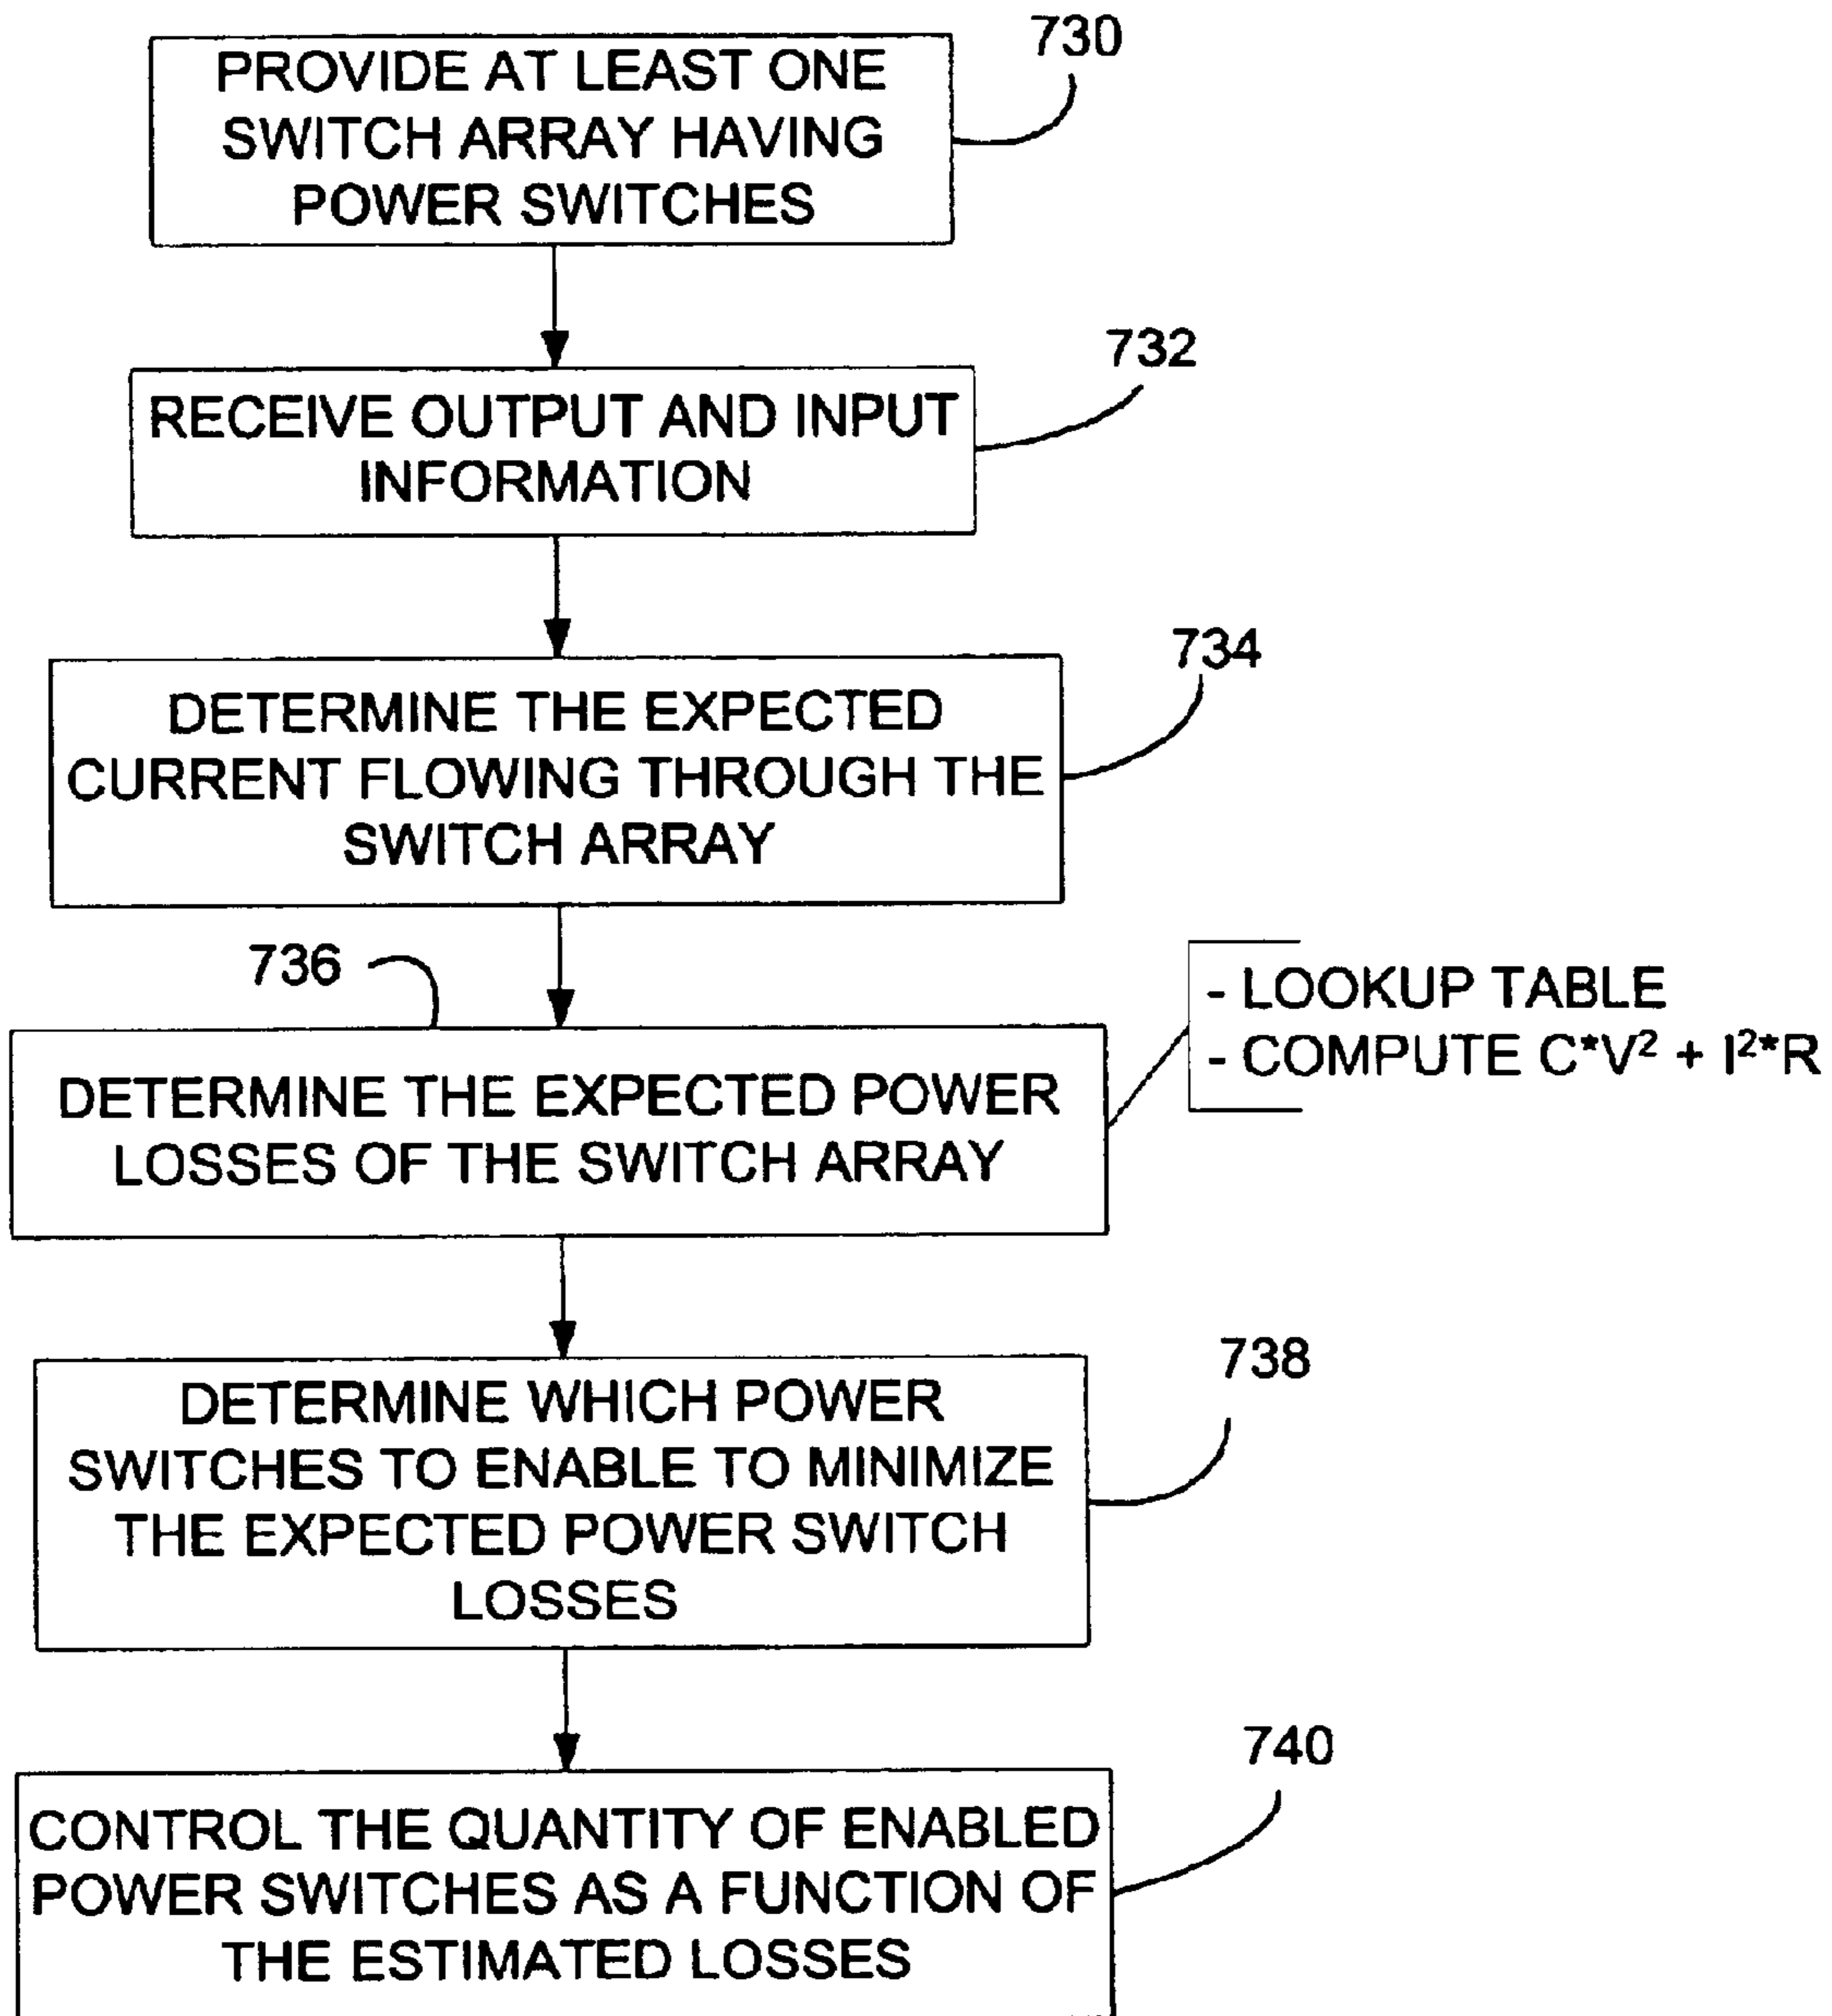 PROVIDE AT LEAST ONE
SWITCH ARRAY HAVING
POWER SWITCHES
730
RECEIVE OUTPUT AND INPUT
INFORMATION
732
DETERMINE THE EXPECTED
CURRENT FLOWING THROUGH THE
SWITCH ARRAY
734
736
DETERMINE THE EXPECTED POWER
LOSSES OF THE SWITCH ARRAY
- LOOKUP TABLE
- COMPUTE C*V² + I²*R
DETERMINE WHICH POWER
SWITCHES TO ENABLE TO MINIMIZE
THE EXPECTED POWER SWITCH
LOSSES
738
CONTROL THE QUANTITY OF ENABLED
POWER SWITCHES AS A FUNCTION OF
THE ESTIMATED LOSSES
740